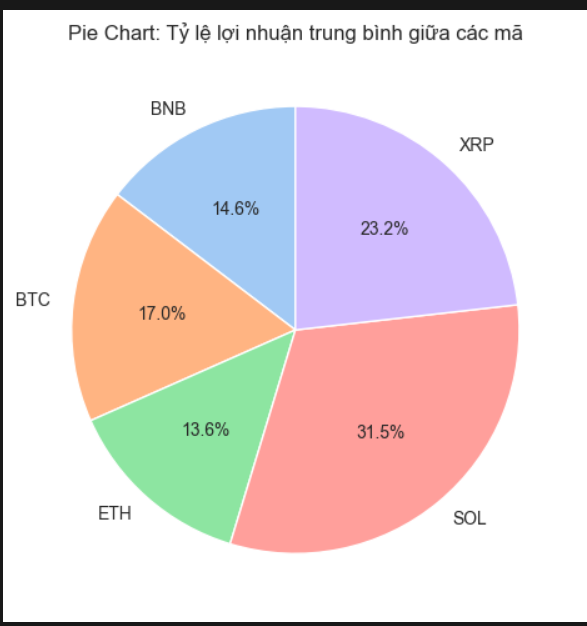 Pie Chart: Tỷ lệ lợi nhuận trung bình giữa các mã
BNB
XRP
14.6%
23.2%
BTC
17.0%
13.6%
31.5%
ETH
SOL